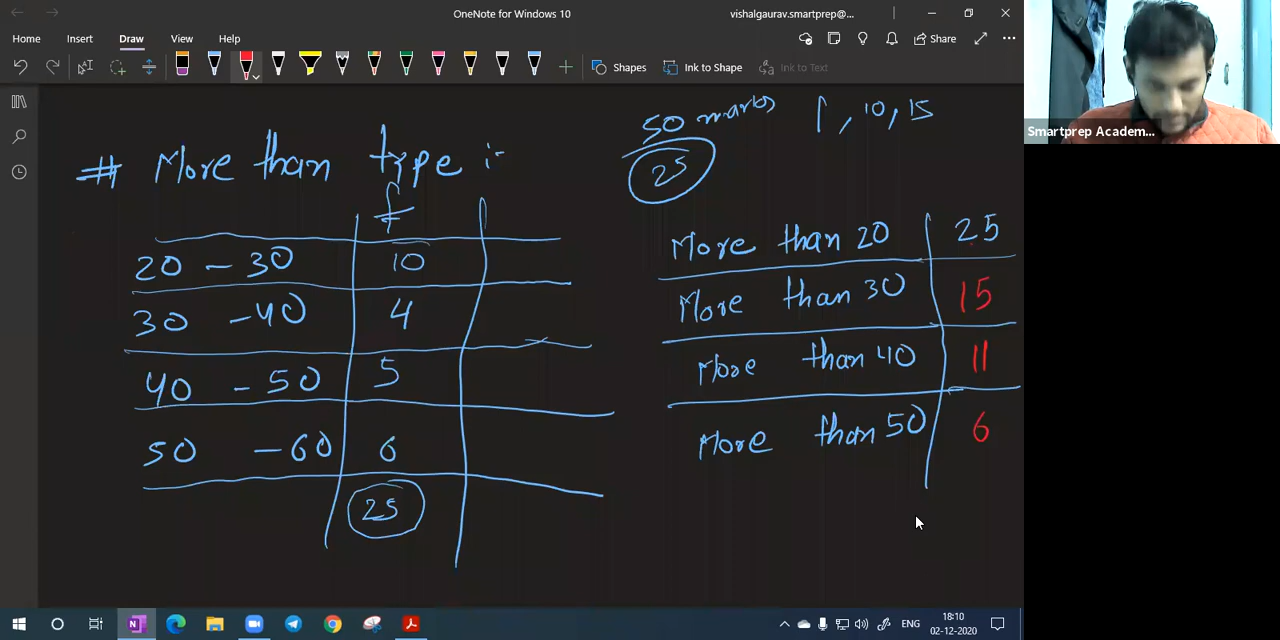 OneNote for Windows 10
vishalgaurav.smartprep@...
Home Insert Draw View Help
Share
Shapes Ink to Shape Ink to Text
Smartprep Academ...
50 marks
, 10, 15
25
# More than type :-
f
20 - 30 10
30 - 40 4
40 - 50 5
50 - 60 6
25
More than 20 25
More than 30 15
More than 40 11
More than 50 6
ENG
18:10
02-12-2020